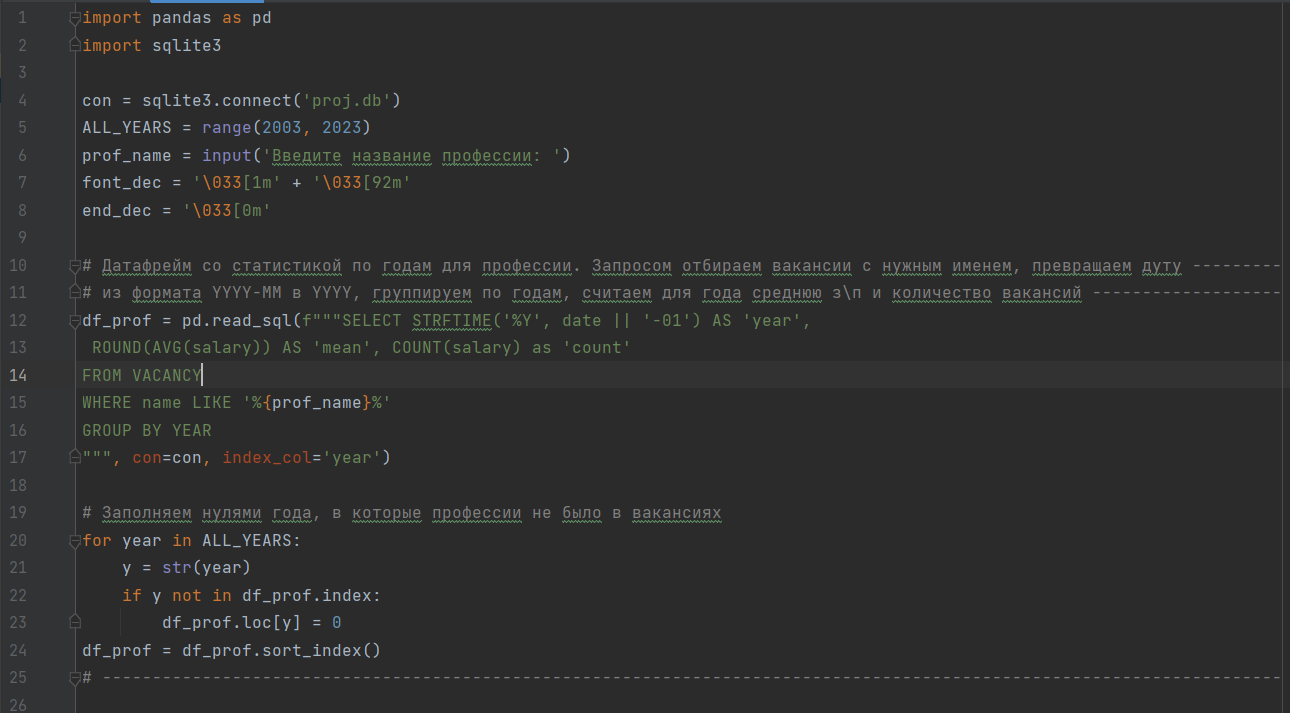 1 import pandas as pd
2 import sqlite3
3
4 con = sqlite3.connect('proj.db')
5 ALL_YEARS = range(2003, 2023)
6 prof_name = input('Введите название профессии: ')
7 font_dec = '\033[1m' + '\033[92m'
8 end_dec = '\033[0m'
9
10 # Датафрейм со статистикой по годам для профессии. Запросом отбираем вакансии с нужным именем, превращаем дуту ---------
11 # из формата YYYY-MM в YYYY, группируем по годам, считаем для года среднюю з\п и количество вакансий -------------------
12 df_prof = pd.read_sql(f"""SELECT STRFTIME('%Y', date || '-01') AS 'year',
13  ROUND(AVG(salary)) AS 'mean', COUNT(salary) as 'count'
14 FROM VACANCY
15 WHERE name LIKE '%{prof_name}%'
16 GROUP BY YEAR
17 """, con=con, index_col='year')
18
19 # Заполняем нулями года, в которые профессии не было в вакансиях
20 for year in ALL_YEARS:
21     y = str(year)
22     if y not in df_prof.index:
23         df_prof.loc[y] = 0
24 df_prof = df_prof.sort_index()
25 # ----------------------------------------------------------------------------------------------------------------------
26